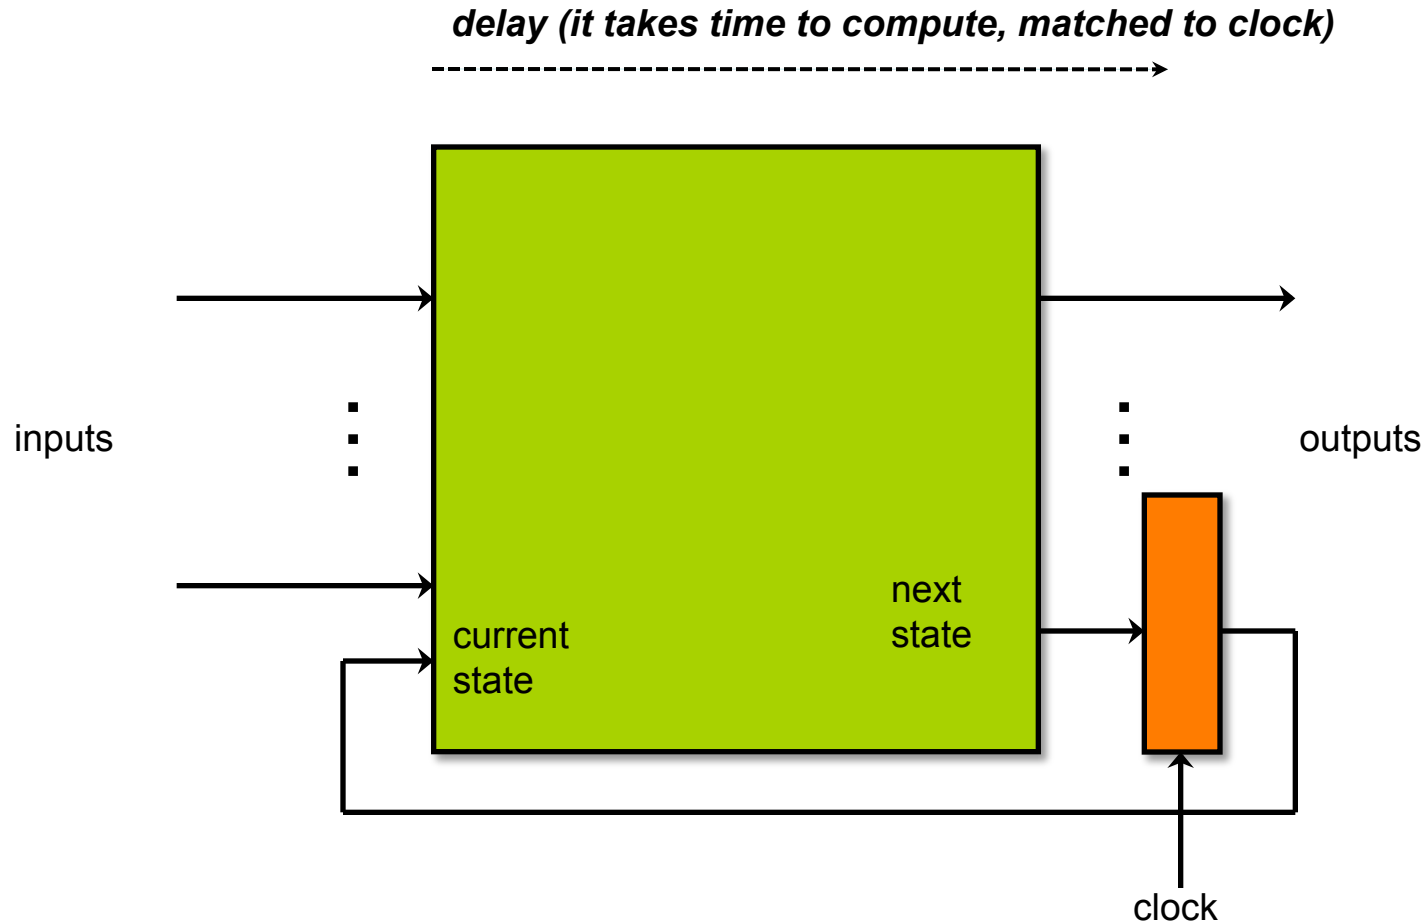 delay (it takes time to compute, matched to clock)
inputs
outputs
next
state
current
state
clock